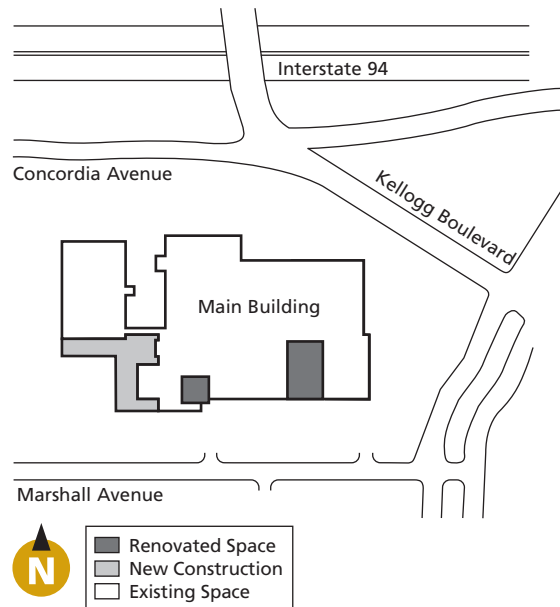 Interstate 94
Concordia Avenue
Kellogg Boulevard
Main Building
Marshall Avenue
N
Renovated Space
New Construction
Existing Space